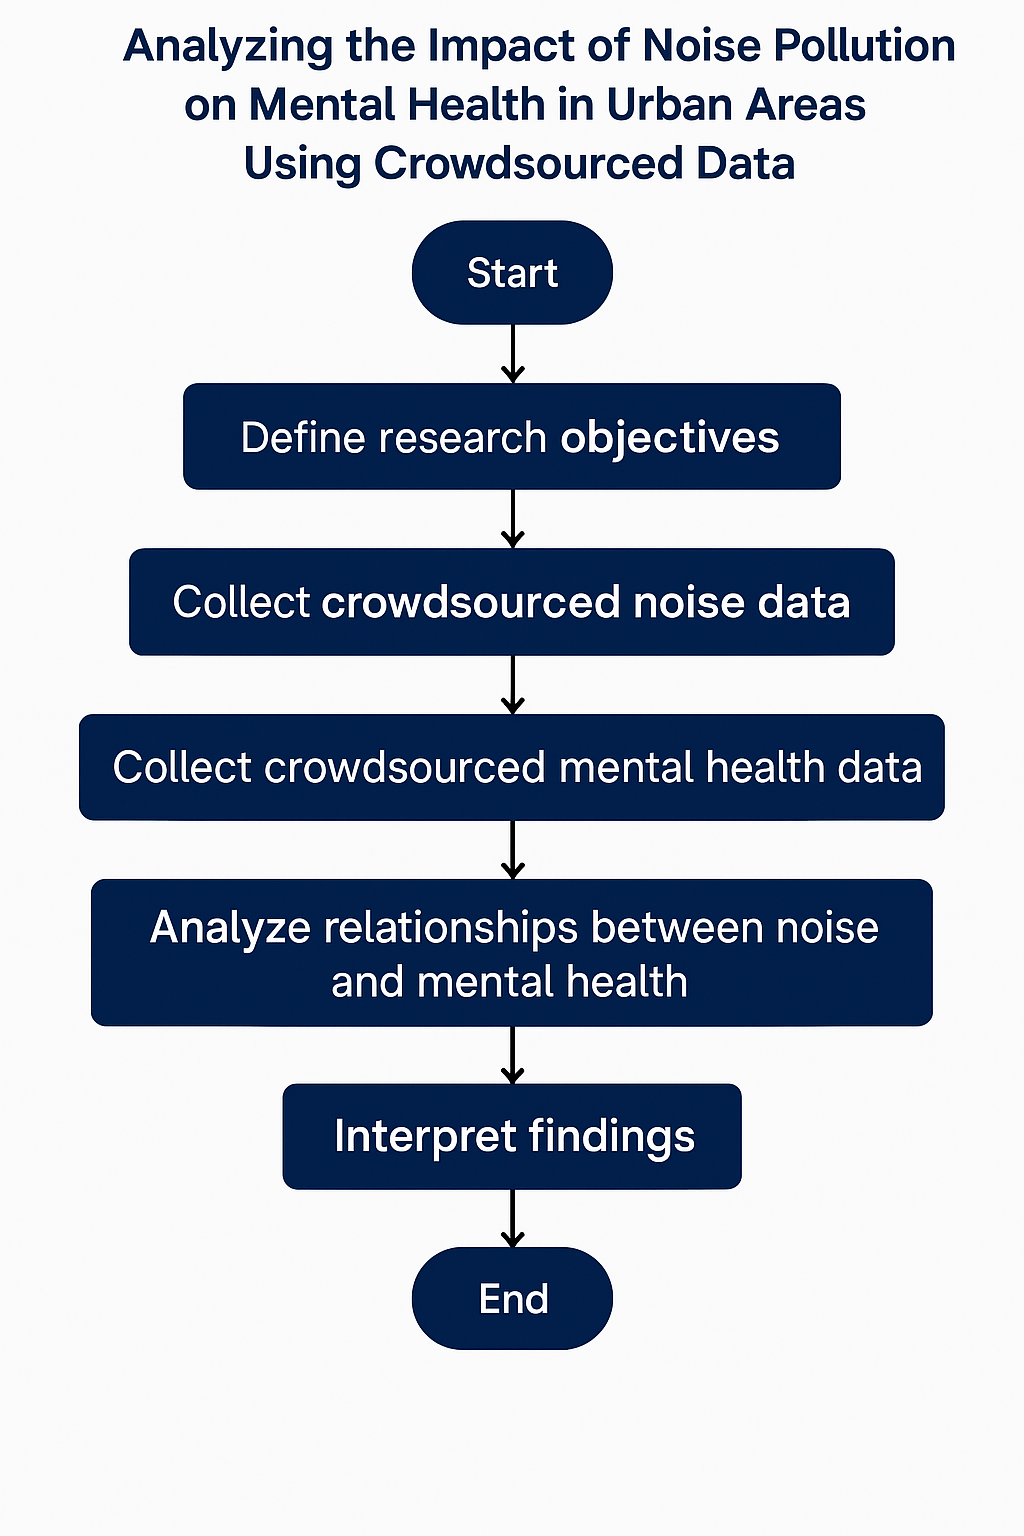 Analyzing the Impact of Noise Pollution
on Mental Health in Urban Areas
Using Crowdsourced Data
Start
Define research objectives
Collect crowdsourced noise data
Collect crowdsourced mental health data
Analyze relationships between noise
and mental health
Interpret findings
End